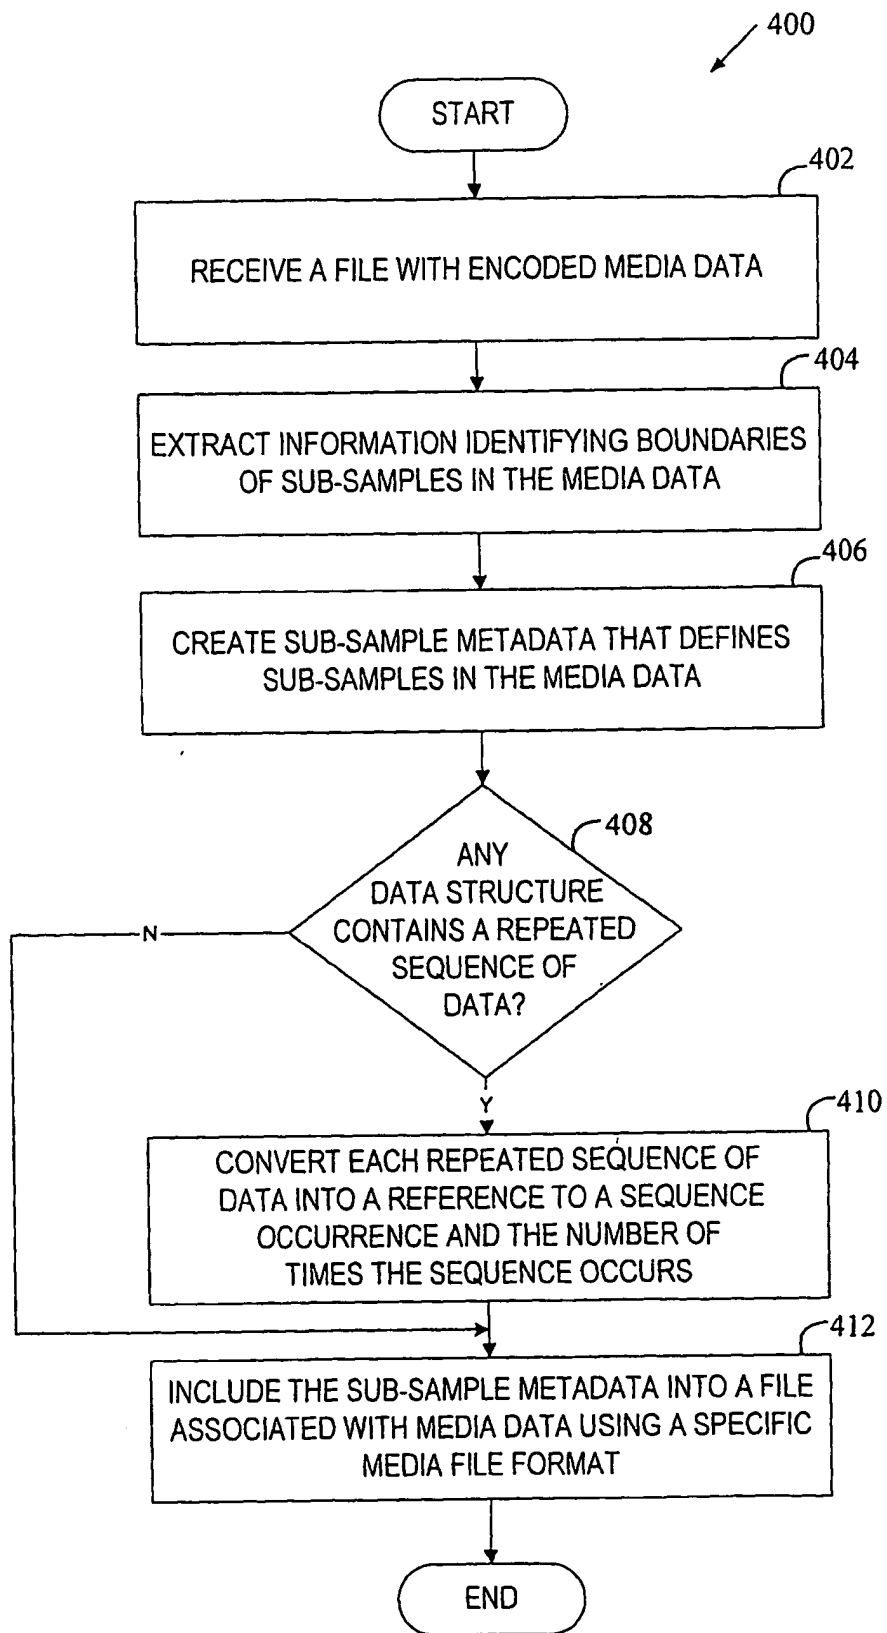 400
START
402
RECEIVE A FILE WITH ENCODED MEDIA DATA
404
EXTRACT INFORMATION IDENTIFYING BOUNDARIES
OF SUB-SAMPLES IN THE MEDIA DATA
406
CREATE SUB-SAMPLE METADATA THAT DEFINES
SUB-SAMPLES IN THE MEDIA DATA
408
ANY
DATA STRUCTURE
CONTAINS A REPEATED
SEQUENCE OF
DATA?
N
Y
410
CONVERT EACH REPEATED SEQUENCE OF
DATA INTO A REFERENCE TO A SEQUENCE
OCCURRENCE AND THE NUMBER OF
TIMES THE SEQUENCE OCCURS
412
INCLUDE THE SUB-SAMPLE METADATA INTO A FILE
ASSOCIATED WITH MEDIA DATA USING A SPECIFIC
MEDIA FILE FORMAT
END